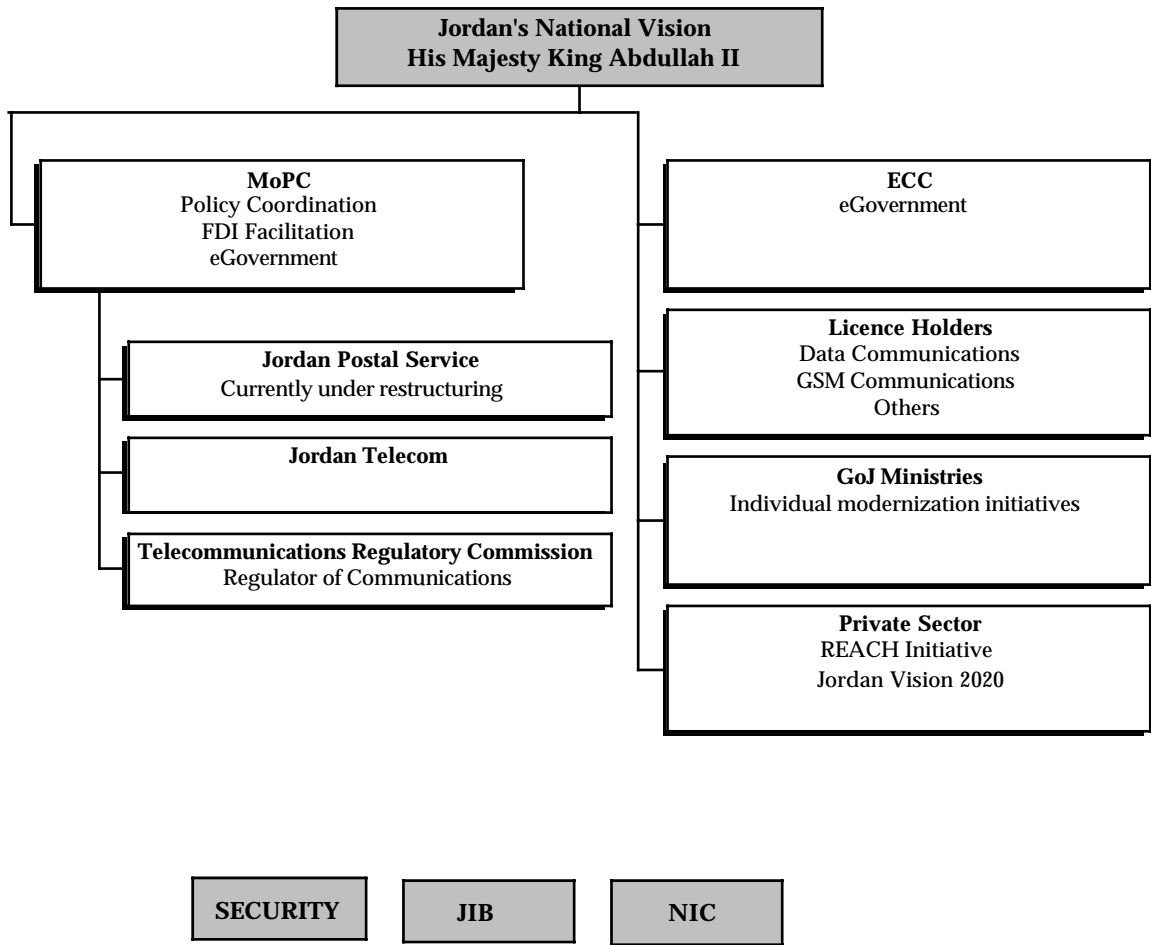 Jordan's National Vision
His Majesty King Abdullah II
MoPC
Policy Coordination
FDI Facilitation
eGovernment
Jordan Postal Service
Currently under restructuring
Jordan Telecom
Telecommunications Regulatory Commission
Regulator of Communications
ECC
eGovernment
Licence Holders
Data Communications
GSM Communications
Others
GoJ Ministries
Individual modernization initiatives
Private Sector
REACH Initiative
Jordan Vision 2020
SECURITY
JIB
NIC